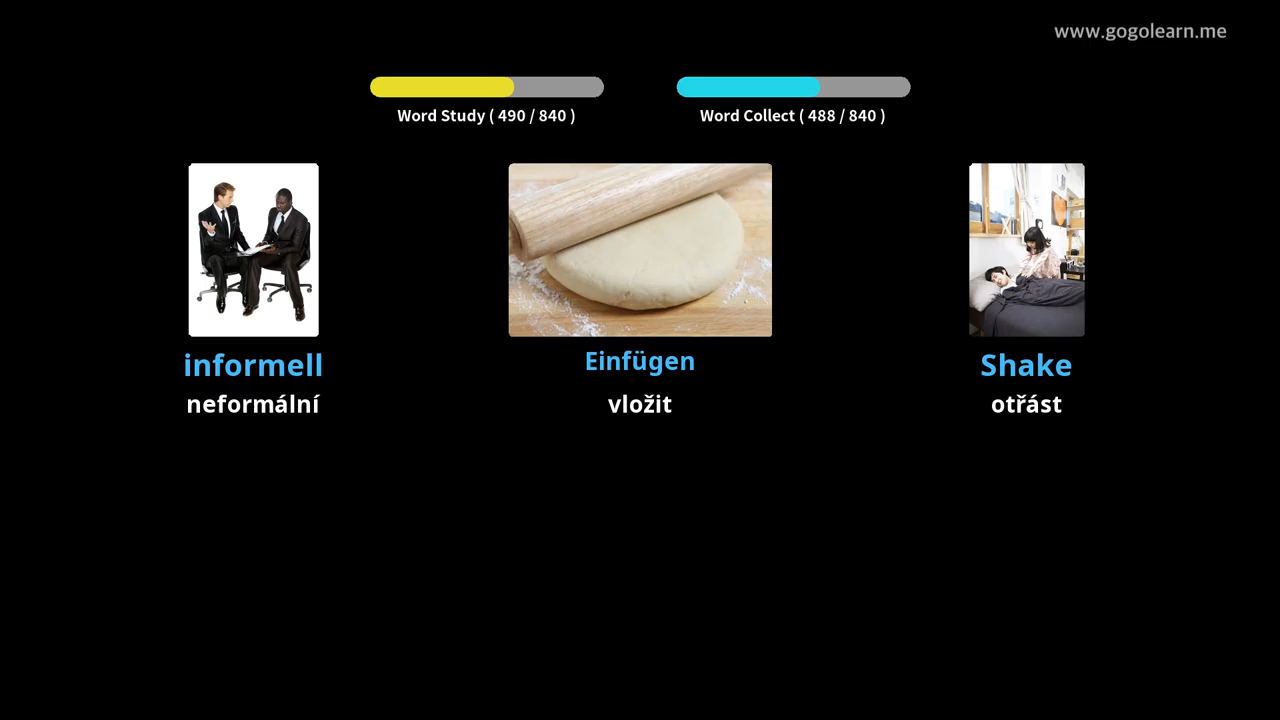 www.gogolearn.me
Word Study ( 490 / 840 )
Word Collect ( 488 / 840 )
informell
neformální
Einfügen
vložit
Shake
otřást